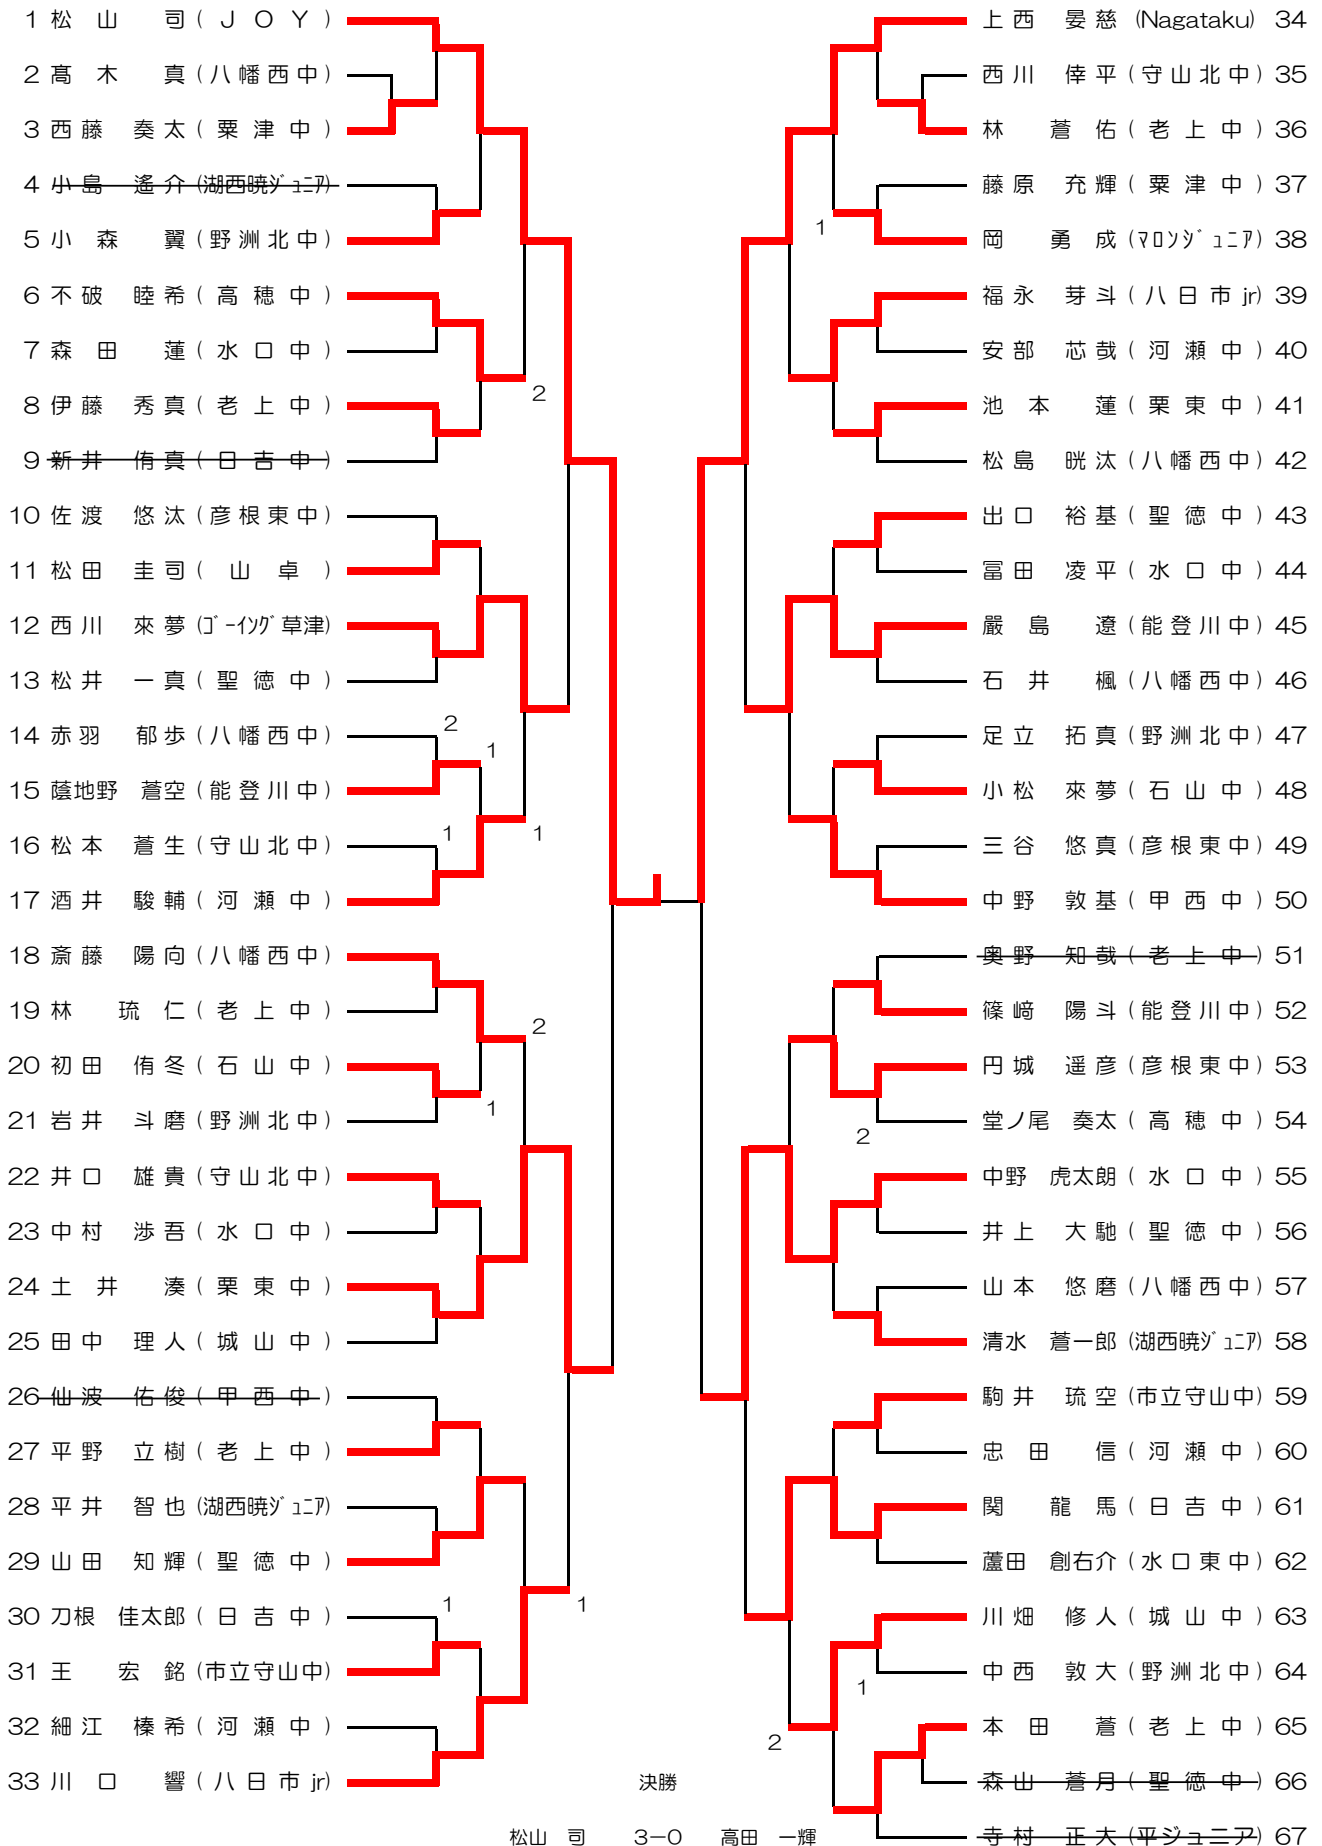 1 松山 司 (JOY)
2 髙木 真 (八幡西中)
3 西藤 奏太 (粟津中)
4 小島 遙介 (湖西暁ジュニア)
5 小森 翼 (野洲北中)
6 不破 睦希 (高穂中)
7 森田 蓮 (水口中)
8 伊藤 秀真 (老上中)
9 新井 侑真 (日吉中)
10 佐渡 悠汰 (彦根東中)
11 松田 圭司 (山卓)
12 西川 來夢 (ゴーイング草津)
13 松井 一真 (聖徳中)
14 赤羽 郁歩 (八幡西中)
15 蔭地野 蒼空 (能登川中)
16 松本 蒼生 (守山北中)
17 酒井 駿輔 (河瀬中)
18 斎藤 陽向 (八幡西中)
19 林 琉仁 (老上中)
20 初田 侑冬 (石山中)
21 岩井 斗磨 (野洲北中)
22 井口 雄貴 (守山北中)
23 中村 渉吾 (水口中)
24 土井 湊 (栗東中)
25 田中 理人 (城山中)
26 仙波 佑俊 (甲西中)
27 平野 立樹 (老上中)
28 平井 智也 (湖西暁ジュニア)
29 山田 知輝 (聖徳中)
30 刀根 佳太郎 (日吉中)
31 王 宏銘 (市立守山中)
32 細江 榛希 (河瀬中)
33 川口 響 (八日市jr)
2
2
1
1
1
2
1
1
1
上西 晏慈 (Nagataku) 34
西川 倖平 (守山北中) 35
林 蒼佑 (老上中) 36
藤原 充輝 (粟津中) 37
岡 勇成 (マロンジュニア) 38
福永 芽斗 (八日市jr) 39
安部 芯哉 (河瀬中) 40
池本 蓮 (栗東中) 41
松島 晄汰 (八幡西中) 42
出口 裕基 (聖徳中) 43
冨田 凌平 (水口中) 44
嚴島 遼 (能登川中) 45
石井 楓 (八幡西中) 46
足立 拓真 (野洲北中) 47
小松 來夢 (石山中) 48
三谷 悠真 (彦根東中) 49
中野 敦基 (甲西中) 50
奥野 知哉 (老上中) 51
篠﨑 陽斗 (能登川中) 52
円城 遥彦 (彦根東中) 53
堂ノ尾 奏太 (高穂中) 54
中野 虎太朗 (水口中) 55
井上 大馳 (聖徳中) 56
山本 悠磨 (八幡西中) 57
清水 蒼一郎 (湖西暁ジュニア) 58
駒井 琉空 (市立守山中) 59
忠田 信 (河瀬中) 60
関 龍馬 (日吉中) 61
蘆田 創右介 (水口東中) 62
川畑 修人 (城山中) 63
中西 敦大 (野洲北中) 64
本田 蒼 (老上中) 65
森山 蒼月 (聖徳中) 66
寺村 正大 (平ジュニア) 67
1
2
1
2
決勝
松山 司 3−0 高田 一輝